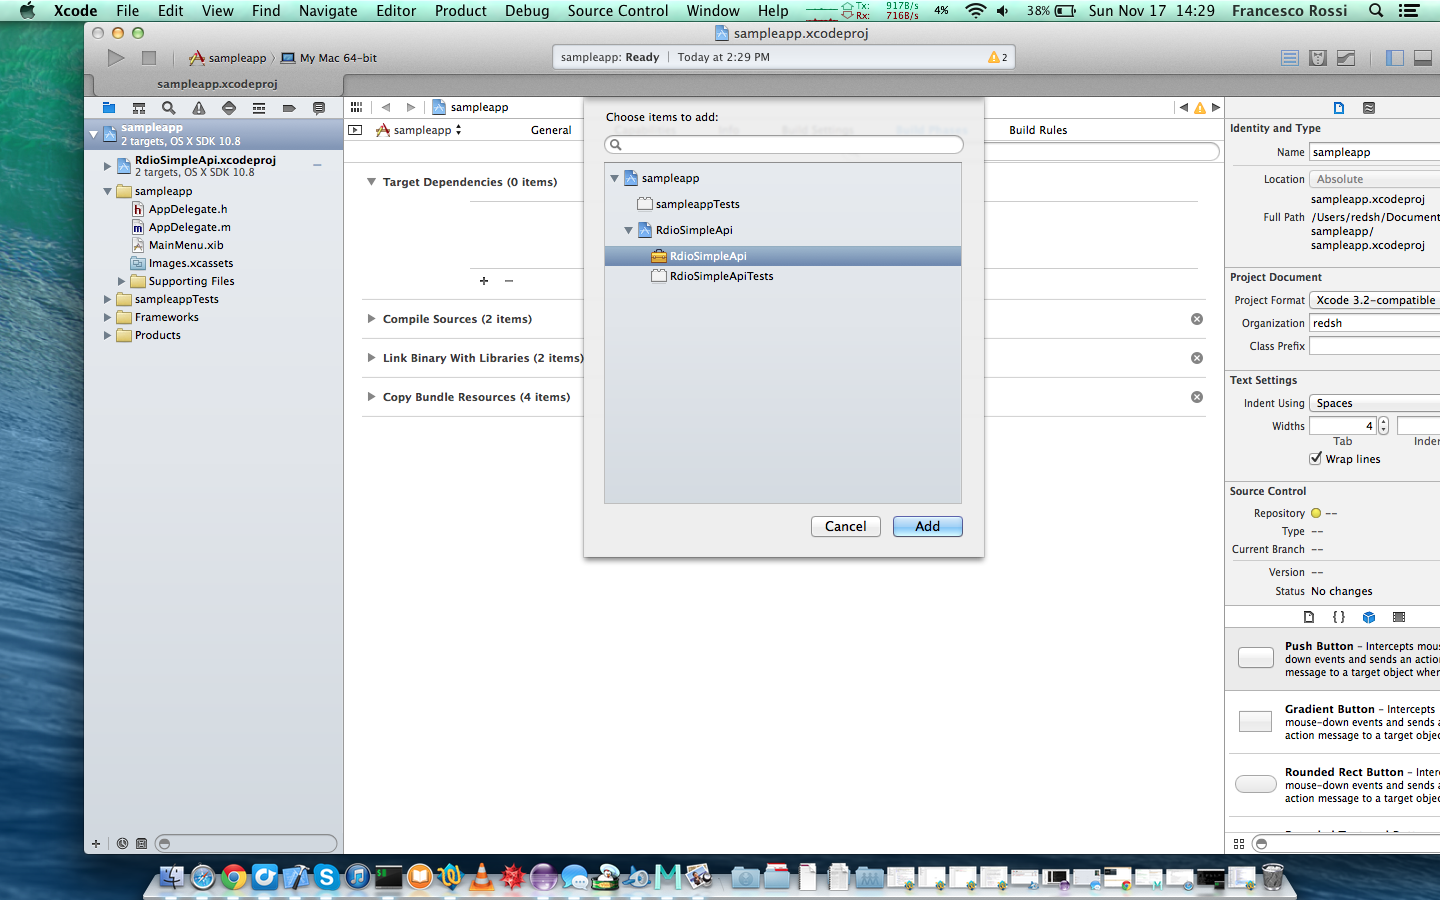 Xcode File Edit View Find Navigate Editor Product Debug Source Control Window Help Tx: 917B/s Rx: 716B/s 4% 38% Sun Nov 17 14:29 Francesco Rossi
sampleapp.xcodeproj
sampleapp My Mac 64-bit
sampleapp: Ready Today at 2:29 PM 2
sampleapp.xcodeproj
sampleapp
2 targets, OS X SDK 10.8
RdioSimpleApi.xcodeproj
2 targets, OS X SDK 10.8
sampleapp
AppDelegate.h
AppDelegate.m
MainMenu.xib
Images.xcassets
Supporting Files
sampleappTests
Frameworks
Products
sampleapp
sampleapp General Build Rules
Target Dependencies (0 items)
Compile Sources (2 items)
Link Binary With Libraries (2 items)
Copy Bundle Resources (4 items)
Choose items to add:
sampleapp
sampleappTests
RdioSimpleApi
RdioSimpleApi
RdioSimpleApiTests
Cancel Add
Identity and Type
Name sampleapp
Location Absolute
sampleapp.xcodeproj
Full Path /Users/redsh/Document
sampleapp/
sampleapp.xcodeproj
Project Document
Project Format Xcode 3.2-compatible
Organization redsh
Class Prefix
Text Settings
Indent Using Spaces
Widths 4
Tab Inden
Wrap lines
Source Control
Repository --
Type --
Current Branch --
Version --
Status No changes
{ }
Push Button - Intercepts mous
down events and sends an action
message to a target object when
Gradient Button - Intercepts
mouse-down events and sends a
action message to a target objec
Rounded Rect Button - Interc
mouse-down events and sends a
action message to a target objec